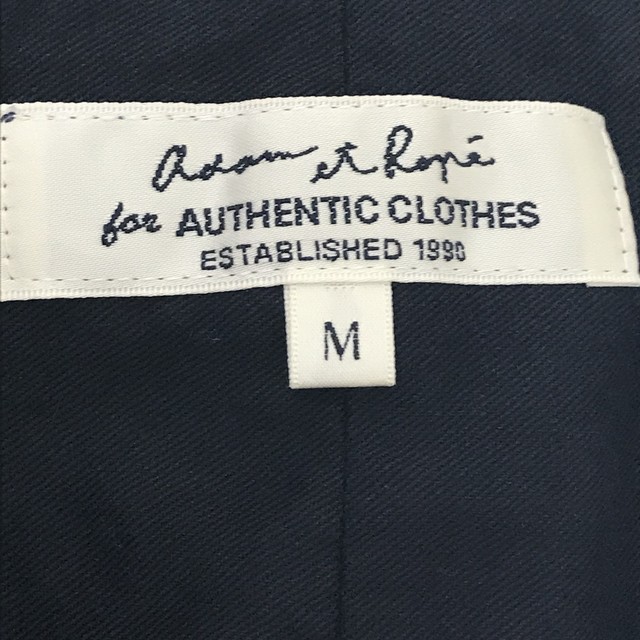 Adam et Ropé
for AUTHENTIC CLOTHES
ESTABLISHED 1990
M